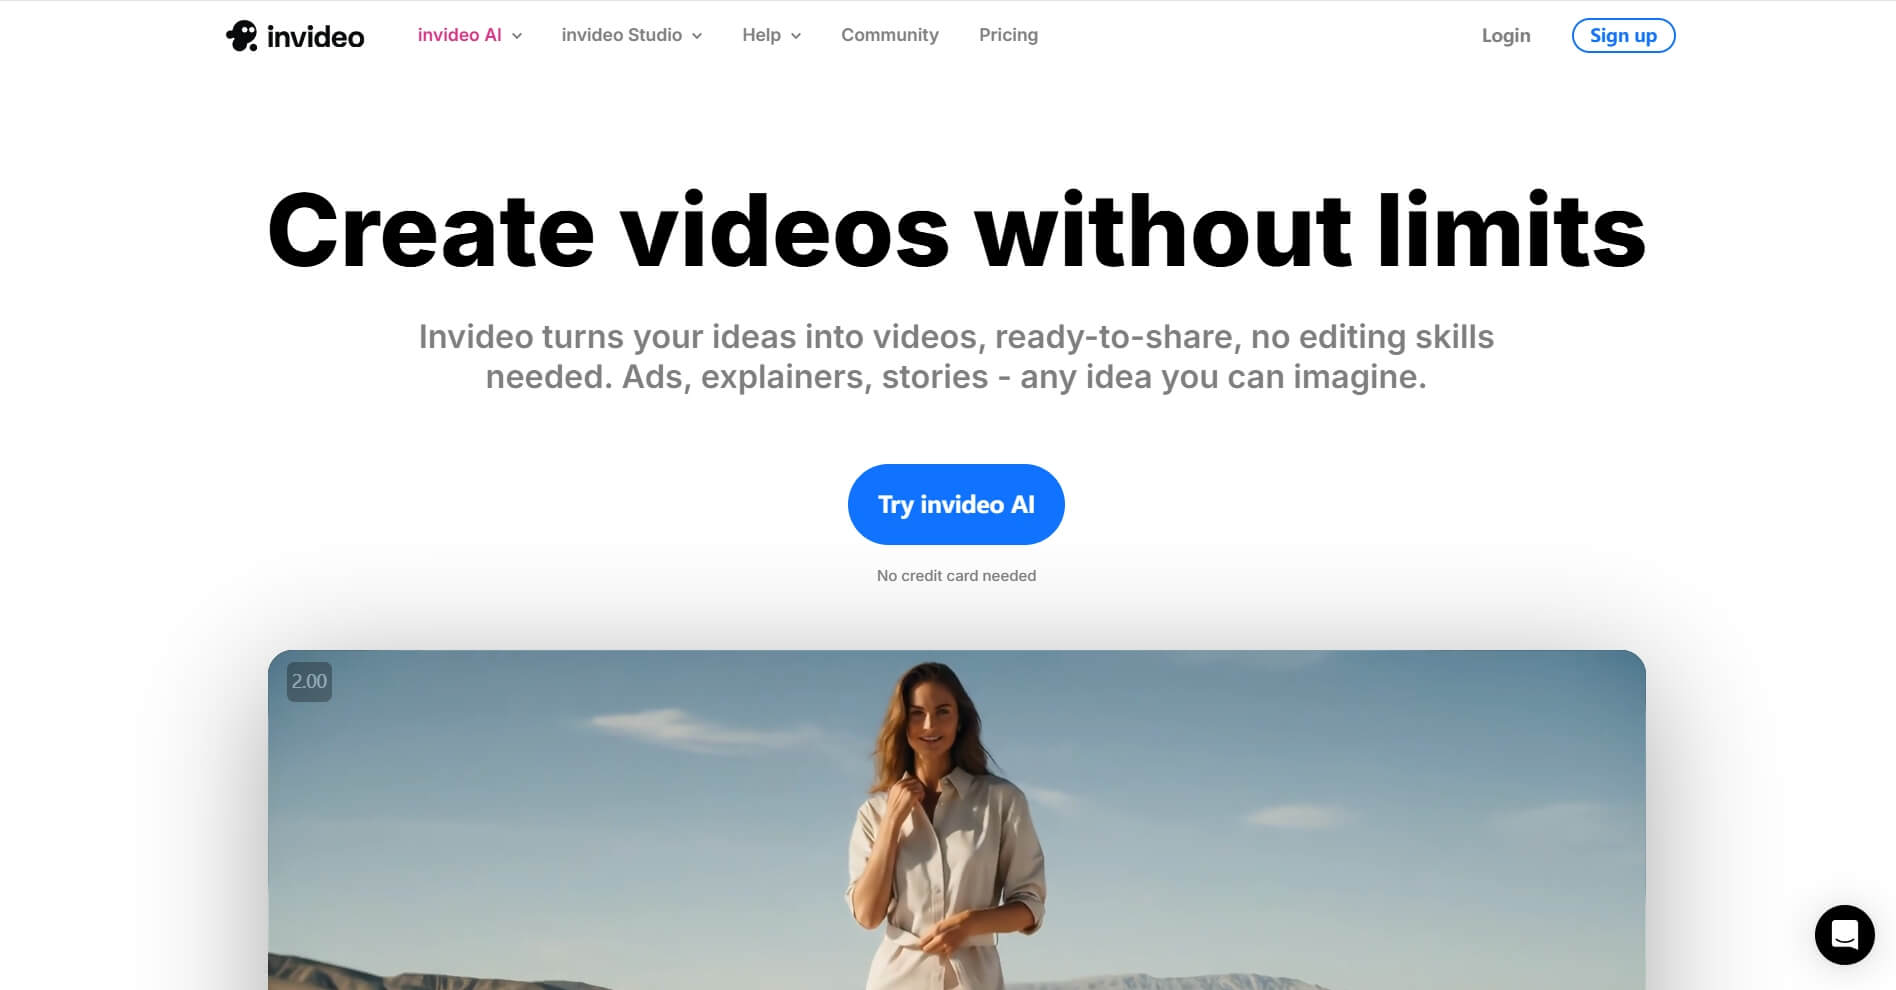 invideo
invideo AI
invideo Studio
Help
Community
Pricing
Login
Sign up
Create videos without limits
Invideo turns your ideas into videos, ready-to-share, no editing skills
needed. Ads, explainers, stories - any idea you can imagine.
Try invideo AI
No credit card needed
2.00